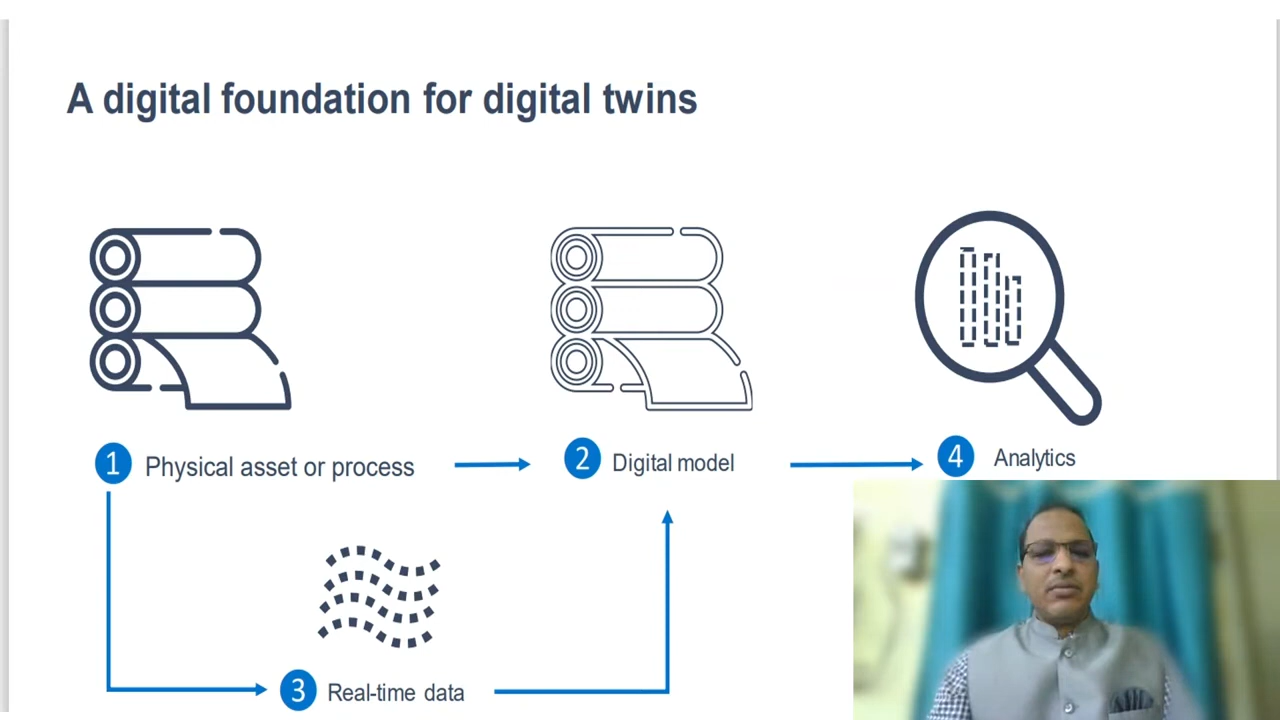 A digital foundation for digital twins
1 Physical asset or process
2 Digital model
4 Analytics
3 Real-time data